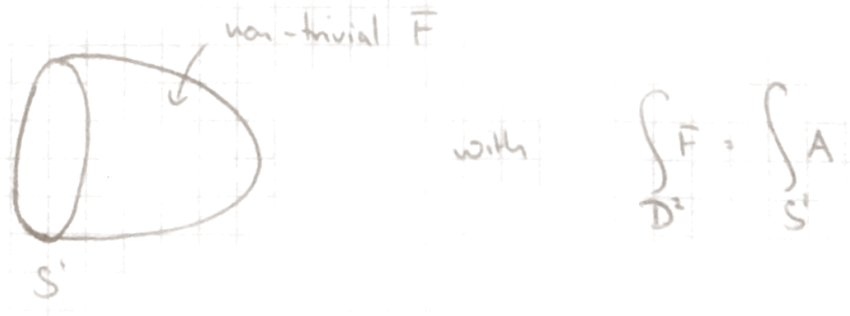 non-trivial F̄
with ∫_{D²} F̄ = ∫_{S¹} A
S¹